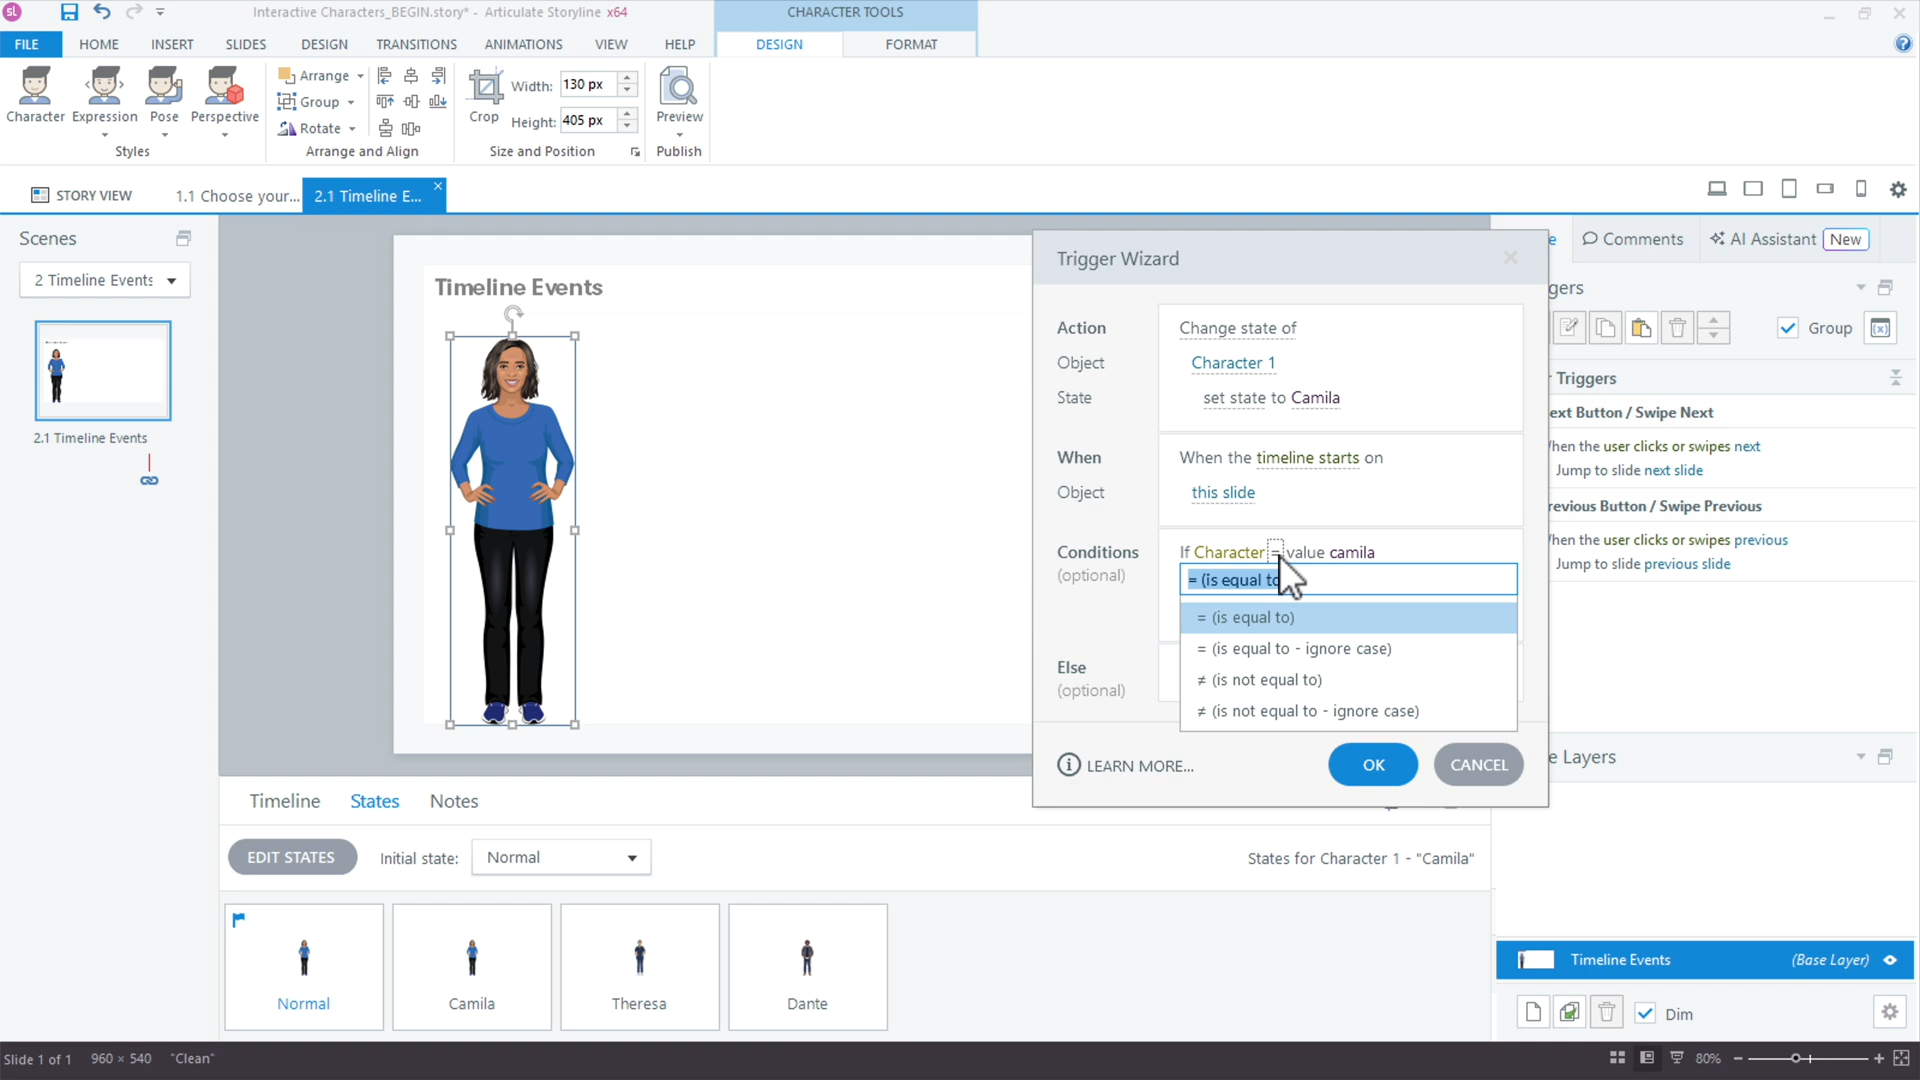 sl
Interactive Characters_BEGIN.story* - Articulate Storyline x64
CHARACTER TOOLS
FILE
HOME
INSERT
SLIDES
DESIGN
TRANSITIONS
ANIMATIONS
VIEW
HELP
DESIGN
FORMAT
Character
Expression
Pose
Perspective
Styles
Arrange
Group
Rotate
Arrange and Align
Crop
Width: 130 px
Height: 405 px
Size and Position
Preview
Publish
STORY VIEW
1.1 Choose your...
2.1 Timeline E...
Scenes
2 Timeline Events
2.1 Timeline Events
Timeline Events
Trigger Wizard
Action
Change state of
Object
Character 1
State
set state to Camila
When
When the timeline starts on
Object
this slide
Conditions
(optional)
If Character = value camila
= (is equal to
= (is equal to)
= (is equal to - ignore case)
≠ (is not equal to)
≠ (is not equal to - ignore case)
Else
(optional)
LEARN MORE...
OK
CANCEL
e
Comments
AI Assistant
New
gers
Group
(x)
r Triggers
ext Button / Swipe Next
hen the user clicks or swipes next
Jump to slide next slide
revious Button / Swipe Previous
hen the user clicks or swipes previous
Jump to slide previous slide
e Layers
Timeline Events
(Base Layer)
Dim
Timeline
States
Notes
EDIT STATES
Initial state:
Normal
States for Character 1 - "Camila"
Normal
Camila
Theresa
Dante
Slide 1 of 1
960 × 540
"Clean"
80%